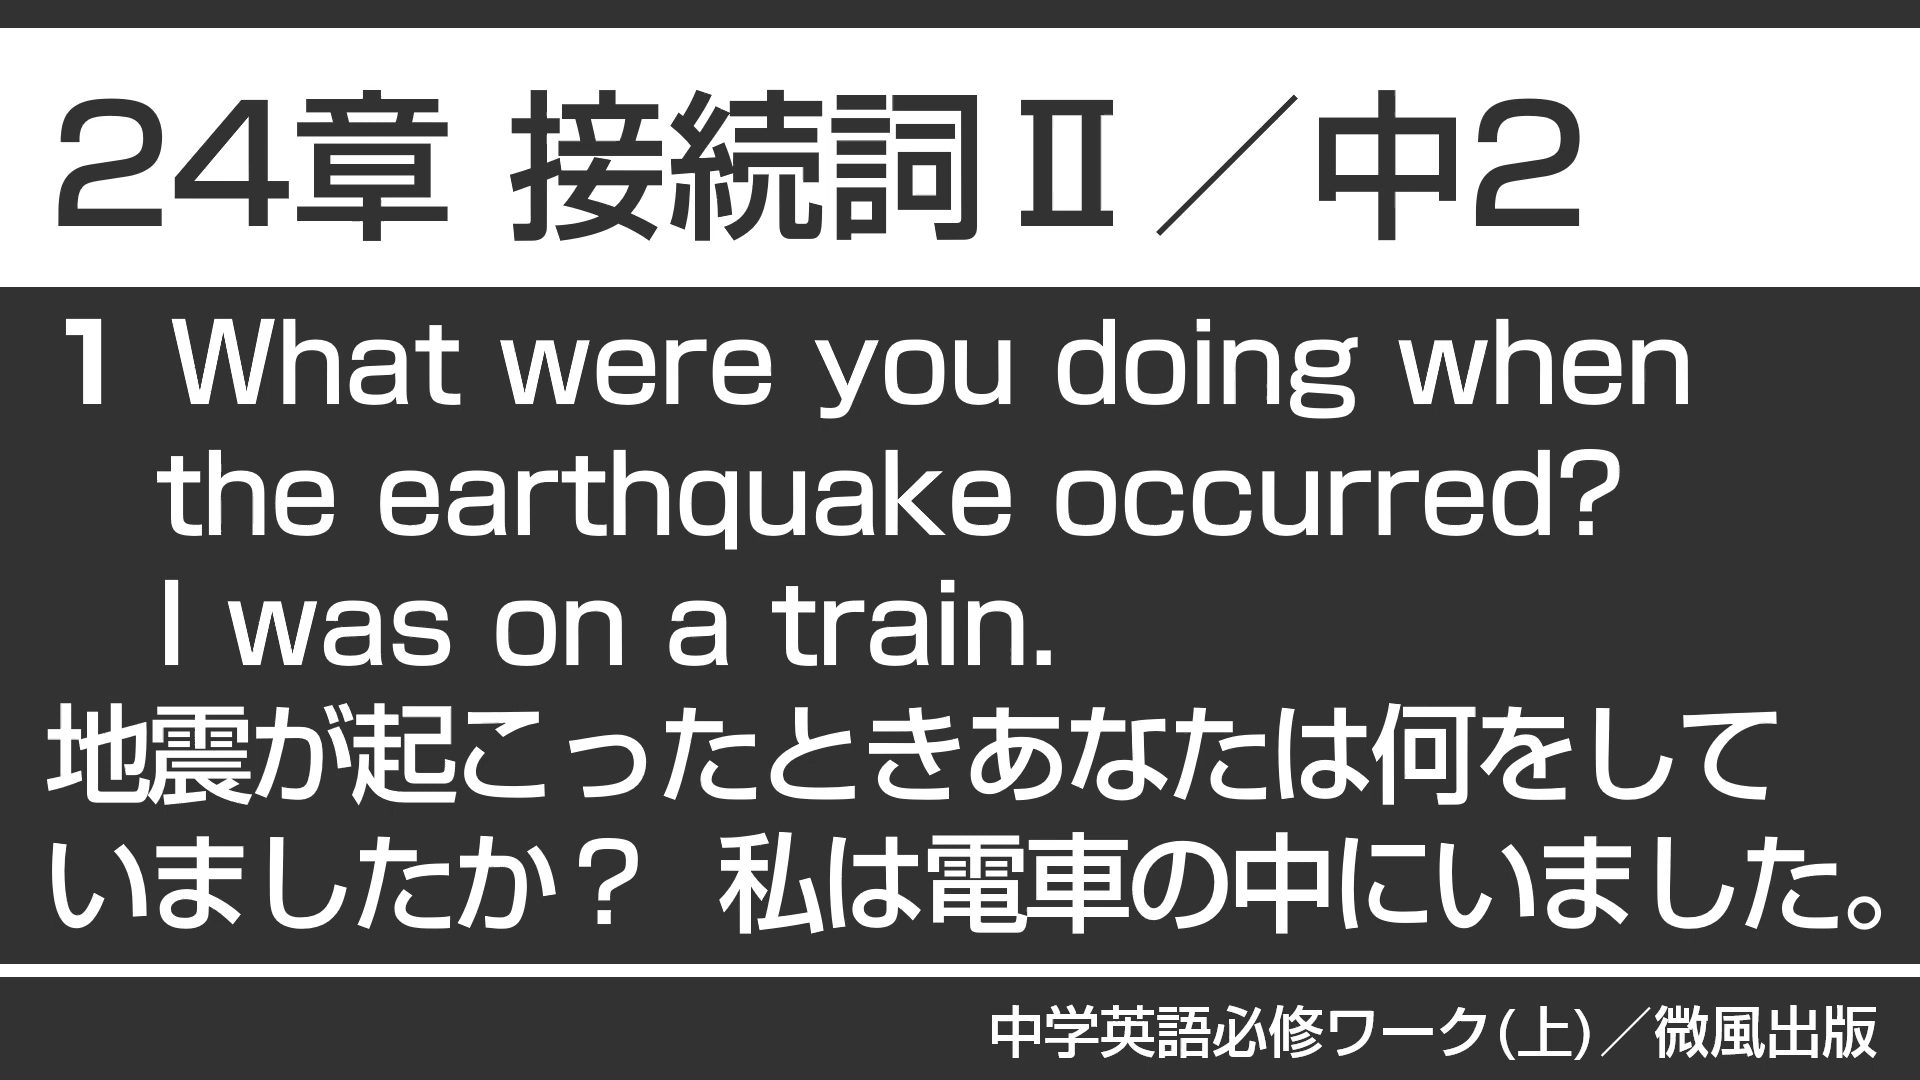 24章 接続詞Ⅱ／中2
1 What were you doing when
the earthquake occurred?
I was on a train.
地震が起こったときあなたは何をして
いましたか？ 私は電車の中にいました。
中学英語必修ワーク(上)／微風出版